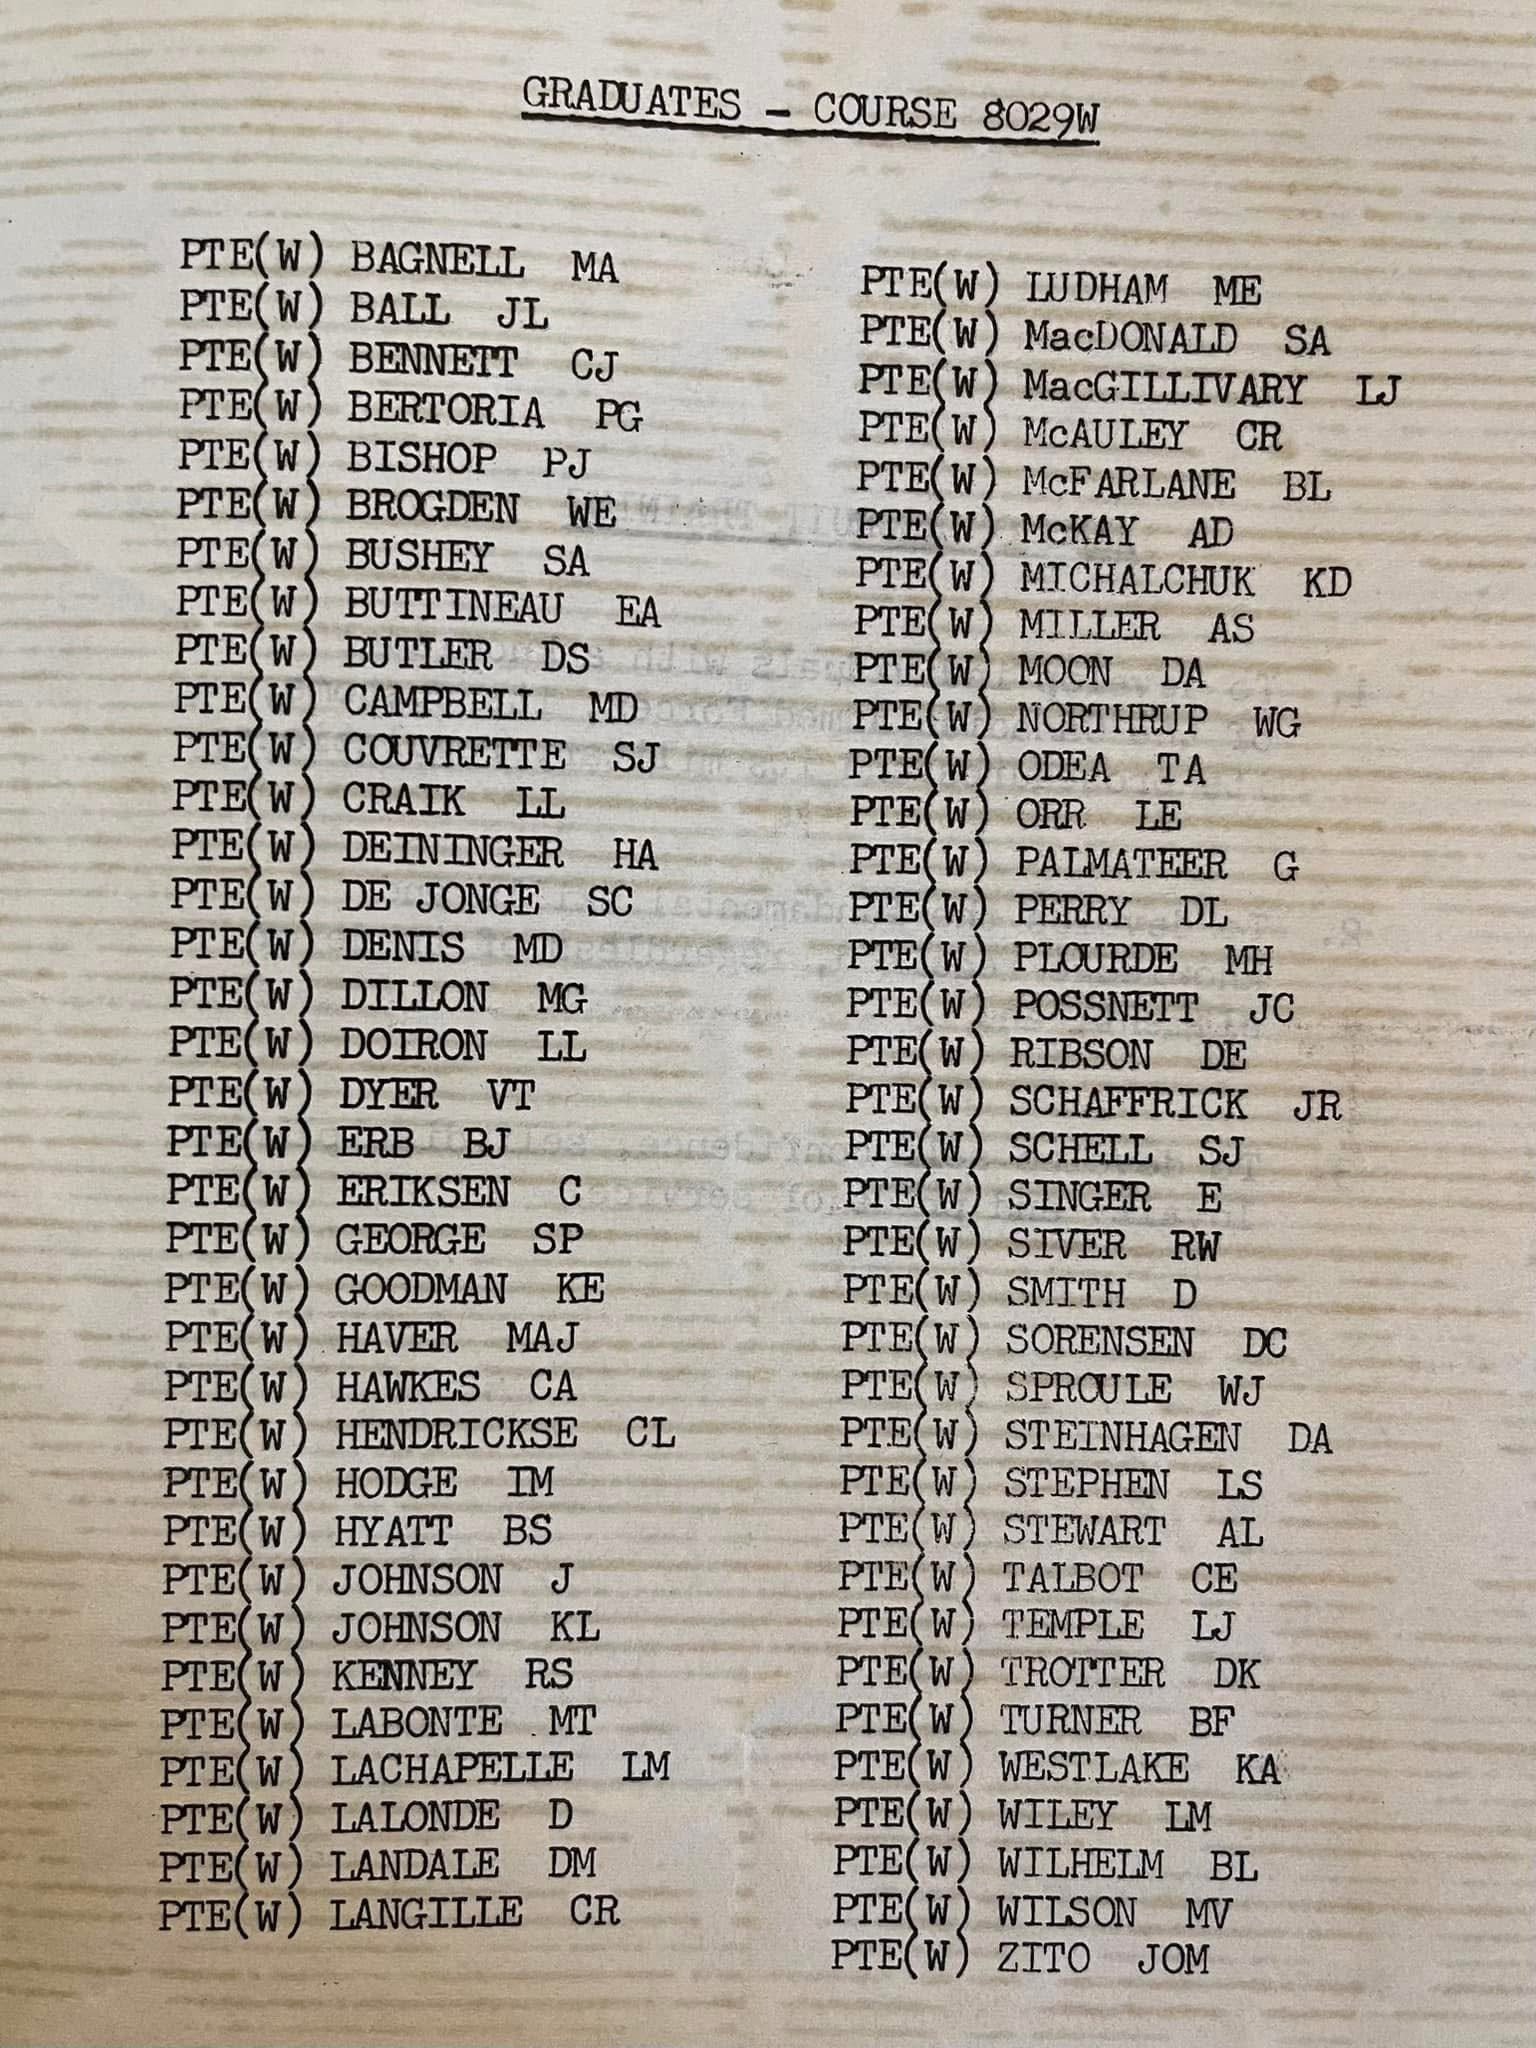 GRADUATES - COURSE 8029W
PTE(W) BAGNELL MA
PTE(W) BALL JL
PTE(W) BENNETT CJ
PTE(W) BERTORIA PG
PTE(W) BISHOP PJ
PTE(W) BROGDEN WE
PTE(W) BUSHEY SA
PTE(W) BUTTINEAU EA
PTE(W) BUTLER DS
PTE(W) CAMPBELL MD
PTE(W) COUVRETTE SJ
PTE(W) CRAIK LL
PTE(W) DEININGER HA
PTE(W) DE JONGE SC
PTE(W) DENIS MD
PTE(W) DILLON MG
PTE(W) DOIRON LL
PTE(W) DYER VT
PTE(W) ERB BJ
PTE(W) ERIKSEN C
PTE(W) GEORGE SP
PTE(W) GOODMAN KE
PTE(W) HAVER MAJ
PTE(W) HAWKES CA
PTE(W) HENDRICKSE CL
PTE(W) HODGE IM
PTE(W) HYATT BS
PTE(W) JOHNSON J
PTE(W) JOHNSON KL
PTE(W) KENNEY RS
PTE(W) LABONTE MT
PTE(W) LACHAPELLE LM
PTE(W) LALONDE D
PTE(W) LANDALE DM
PTE(W) LANGILLE CR
PTE(W) LUDHAM ME
PTE(W) MacDONALD SA
PTE(W) MacGILLIVARY LJ
PTE(W) McAULEY CR
PTE(W) McFARLANE BL
PTE(W) McKAY AD
PTE(W) MICHALCHUK KD
PTE(W) MILLER AS
PTE(W) MOON DA
PTE(W) NORTHRUP WG
PTE(W) ODEA TA
PTE(W) ORR LE
PTE(W) PALMATEER G
PTE(W) PERRY DL
PTE(W) PLOURDE MH
PTE(W) POSSNETT JC
PTE(W) RIBSON DE
PTE(W) SCHAFFRICK JR
PTE(W) SCHELL SJ
PTE(W) SINGER E
PTE(W) SIVER RW
PTE(W) SMITH D
PTE(W) SORENSEN DC
PTE(W) SPROULE WJ
PTE(W) STEINHAGEN DA
PTE(W) STEPHEN LS
PTE(W) STEWART AL
PTE(W) TALBOT CE
PTE(W) TEMPLE LJ
PTE(W) TROTTER DK
PTE(W) TURNER BF
PTE(W) WESTLAKE KA
PTE(W) WILEY LM
PTE(W) WILHELM BL
PTE(W) WILSON MV
PTE(W) ZITO JOM